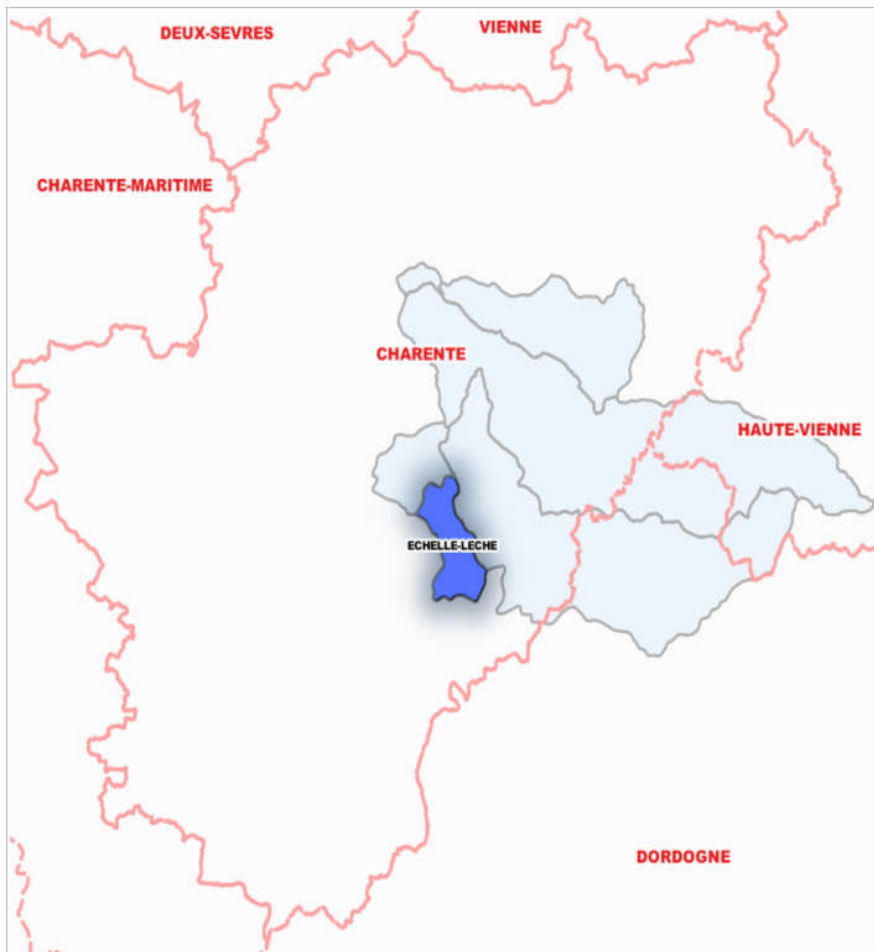 DEUX-SEVRES
VIENNE
CHARENTE-MARITIME
CHARENTE
HAUTE-VIENNE
ECHELLE-LECHE
DORDOGNE